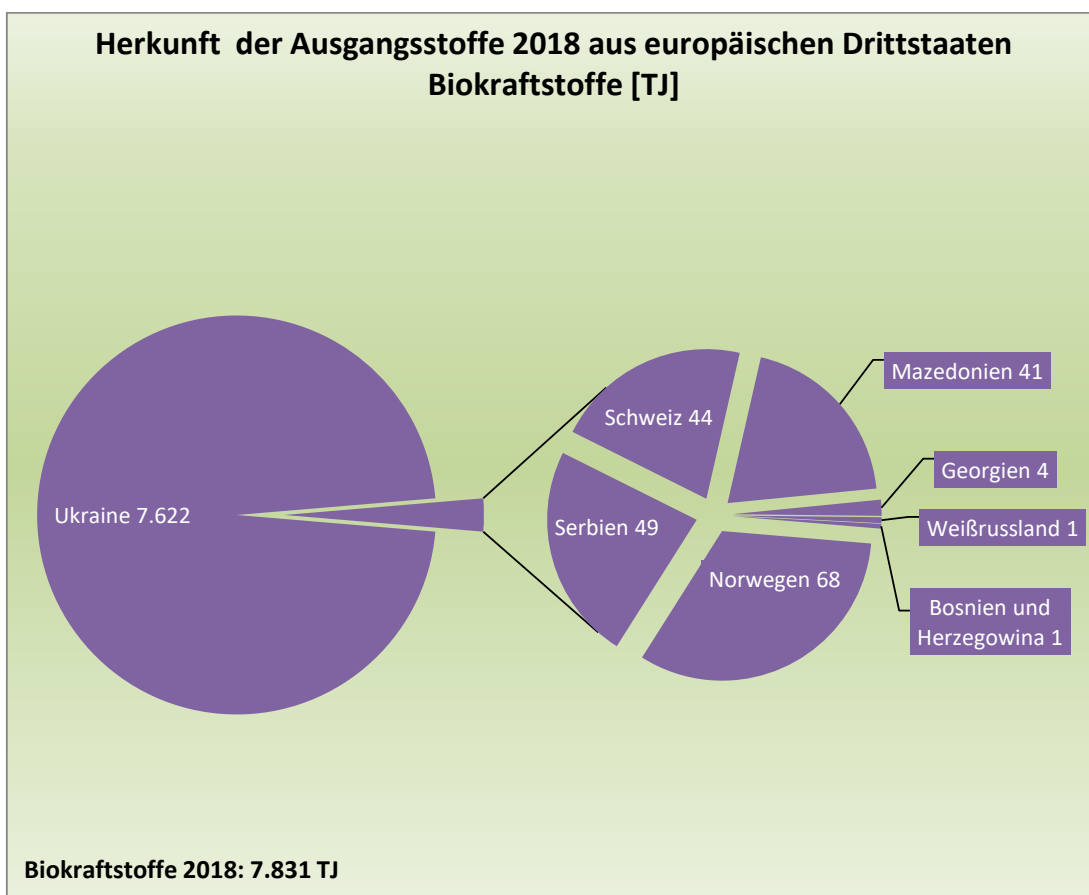 Herkunft der Ausgangsstoffe 2018 aus europäischen Drittstaaten
Biokraftstoffe [TJ]
Ukraine 7.622
Schweiz 44
Serbien 49
Norwegen 68
Mazedonien 41
Georgien 4
Weißrussland 1
Bosnien und
Herzegowina 1
Biokraftstoffe 2018: 7.831 TJ